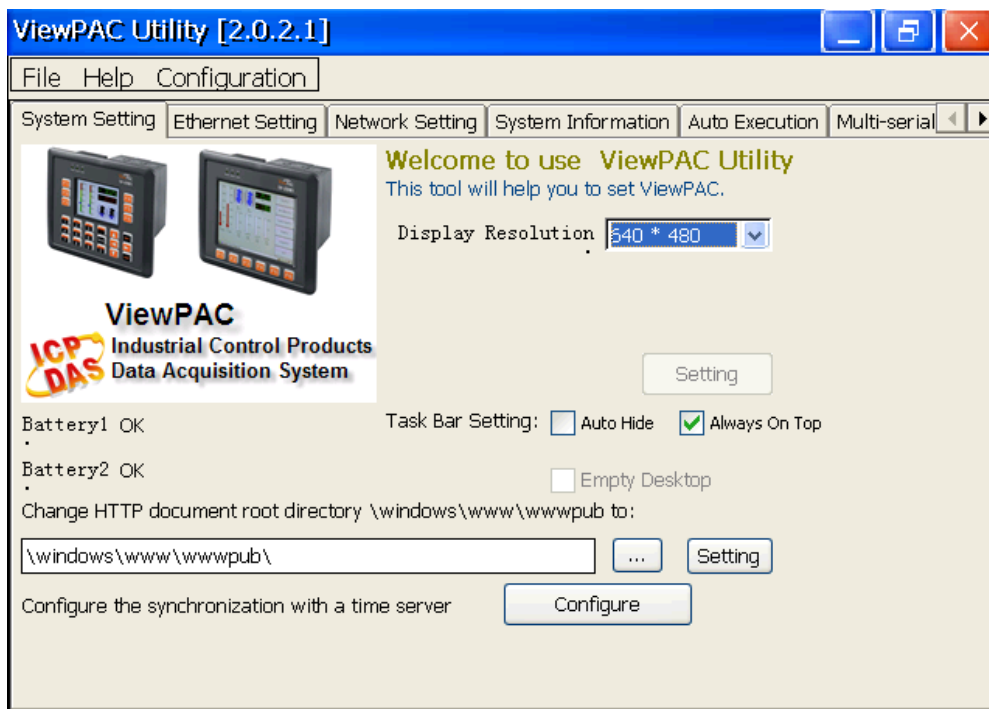 ViewPAC Utility [2.0.2.1]
File Help Configuration
System Setting Ethernet Setting Network Setting System Information Auto Execution Multi-serial
Welcome to use ViewPAC Utility
This tool will help you to set ViewPAC.
Display Resolution 640 * 480
ViewPAC
ICP DAS
Industrial Control Products
Data Acquisition System
Setting
Battery1 OK
Task Bar Setting: Auto Hide Always On Top
Battery2 OK
Empty Desktop
Change HTTP document root directory \windows\www\wwwpub to:
\windows\www\wwwpub\ ... Setting
Configure the synchronization with a time server Configure